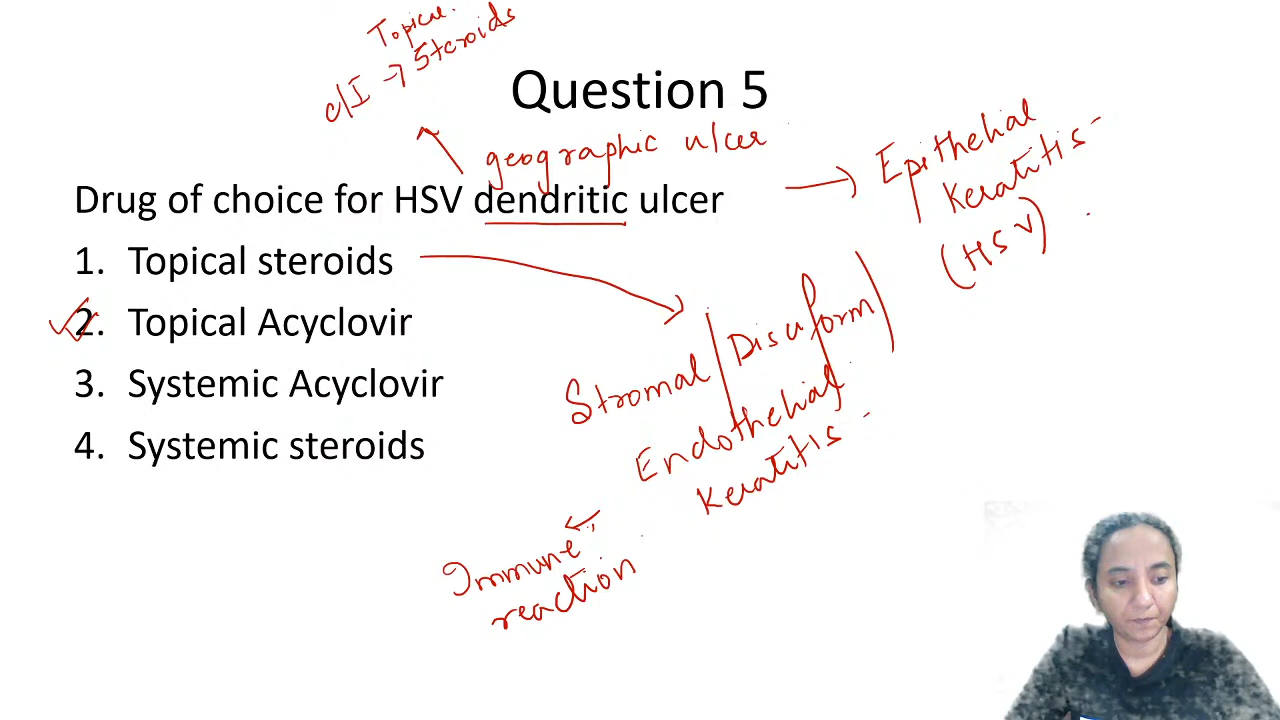 Topical
c/I → Steroids
Question 5
geographic ulcer
Drug of choice for HSV dendritic ulcer
→ Epithelial
Keratitis
(HSV)
1. Topical steroids
2. Topical Acyclovir
3. Systemic Acyclovir
4. Systemic steroids
Stromal/Disciform/
Endothelial
Keratitis
Immune
reaction